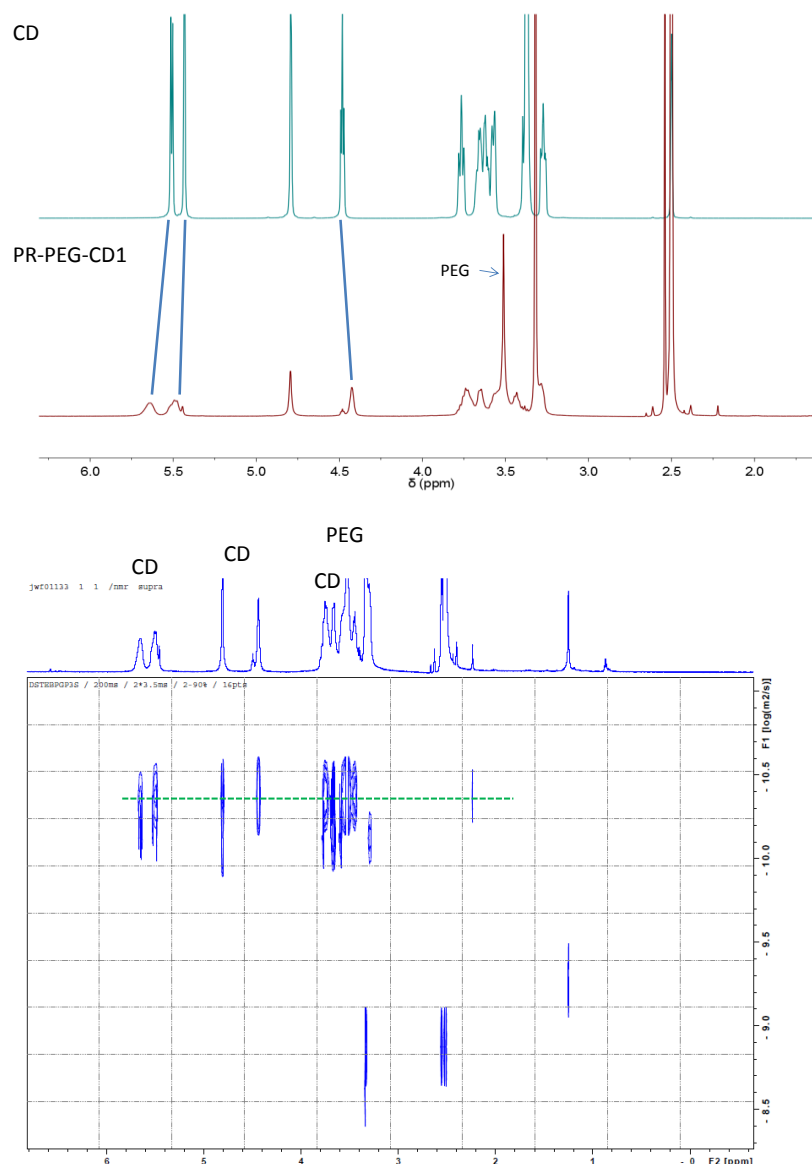 CD
PR-PEG-CD1
PEG
6.0 5.5 5.0 4.5 4.0 3.5 3.0 2.5 2.0
δ (ppm)
PEG
CD CD CD
jwf01133 1 1 /nmr supra
DSTEBPGP3S / 200ms / 2*3.5ms / 2-90% / 16pts
F1 [log(m2/s)]
- 10.5
- 10.0
- 9.5
- 9.0
- 8.5
6 5 4 3 2 1 - 0 F2 [ppm]